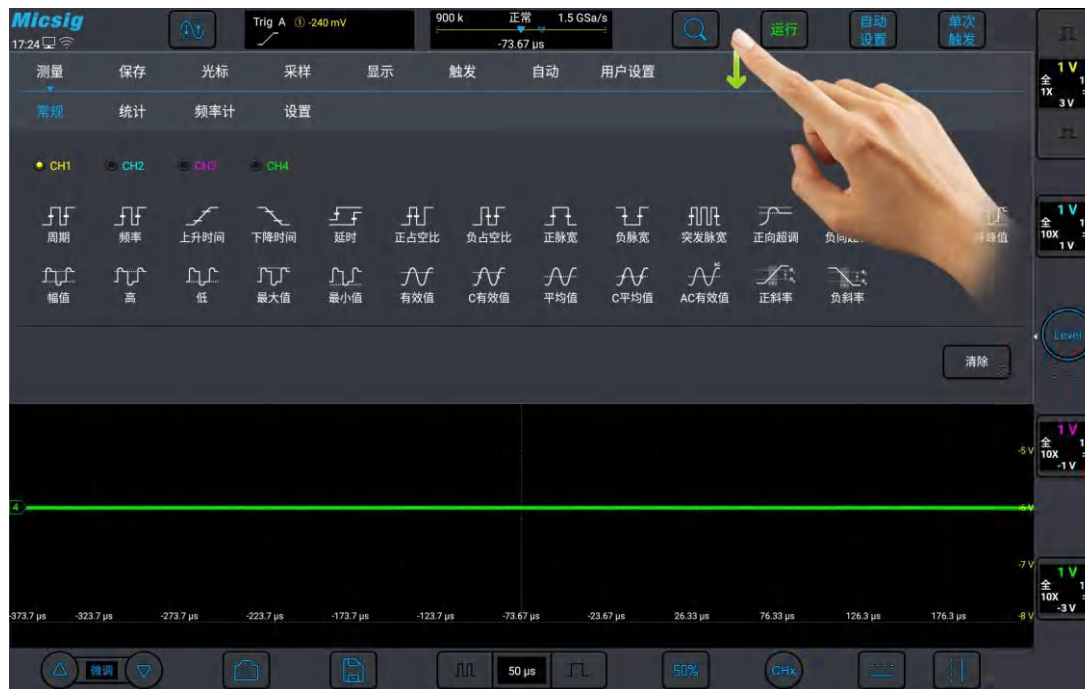 Micsig
17:24
Trig A ① -240 mV
900 k 正常 1.5 GSa/s
-73.67 µs
运行
自动
设置
单次
触发
测量 保存 光标 采样 显示 触发 自动 用户设置
常规 统计 频率计 设置
CH1 CH2 CH3 CH4
周期 频率 上升时间 下降时间 延时 正占空比 负占空比 正脉宽 负脉宽 突发脉宽 正向超调 负向超 峰值
幅值 高 低 最大值 最小值 有效值 C有效值 平均值 C平均值 AC有效值 正斜率 负斜率
清除
1 V
全 1
1X
3 V
1 V
全 1
10X
1 V
Level
1 V
全 1
10X
-1 V
1 V
全 1
10X
-3 V
-5 V
4
-6 V
-7 V
-8 V
-373.7 µs -323.7 µs -273.7 µs -223.7 µs -173.7 µs -123.7 µs -73.67 µs -23.67 µs 26.33 µs 76.33 µs 126.3 µs 176.3 µs
微调
50 µs
50%
CHx